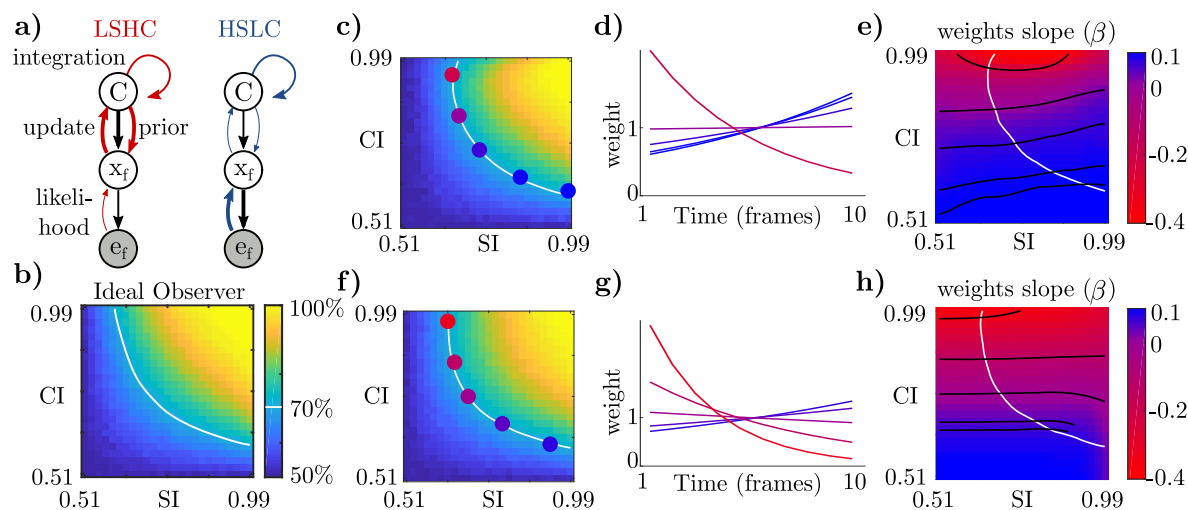 a)
LSHC
HSLC
integration
C
C
update
prior
x_f
x_f
likeli-
hood
e_f
e_f
b)
Ideal Observer
0.99
CI
0.51
0.51
SI
0.99
100%
70%
50%
c)
0.99
CI
0.51
0.51
SI
0.99
d)
weight
1
0
1
Time (frames)
10
e)
weights slope (β)
0.99
CI
0.51
0.51
SI
0.99
0.1
0
-0.2
-0.4
f)
0.99
CI
0.51
0.51
SI
0.99
g)
weight
1
0
1
Time (frames)
10
h)
weights slope (β)
0.99
CI
0.51
0.51
SI
0.99
0.1
0
-0.2
-0.4